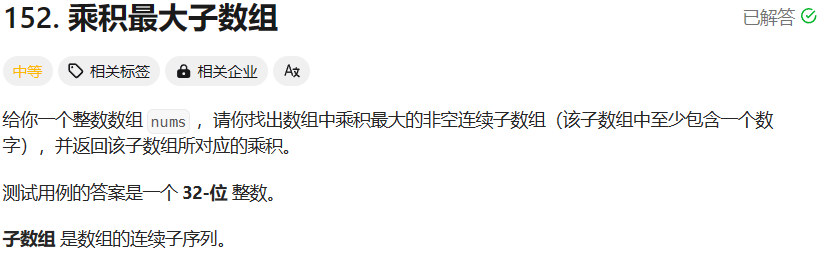 152. 乘积最大子数组
已解答
中等 相关标签 相关企业 Aあ
给你一个整数数组 nums ，请你找出数组中乘积最大的非空连续子数组（该子数组中至少包含一个数
字），并返回该子数组所对应的乘积。
测试用例的答案是一个 32-位 整数。
子数组 是数组的连续子序列。